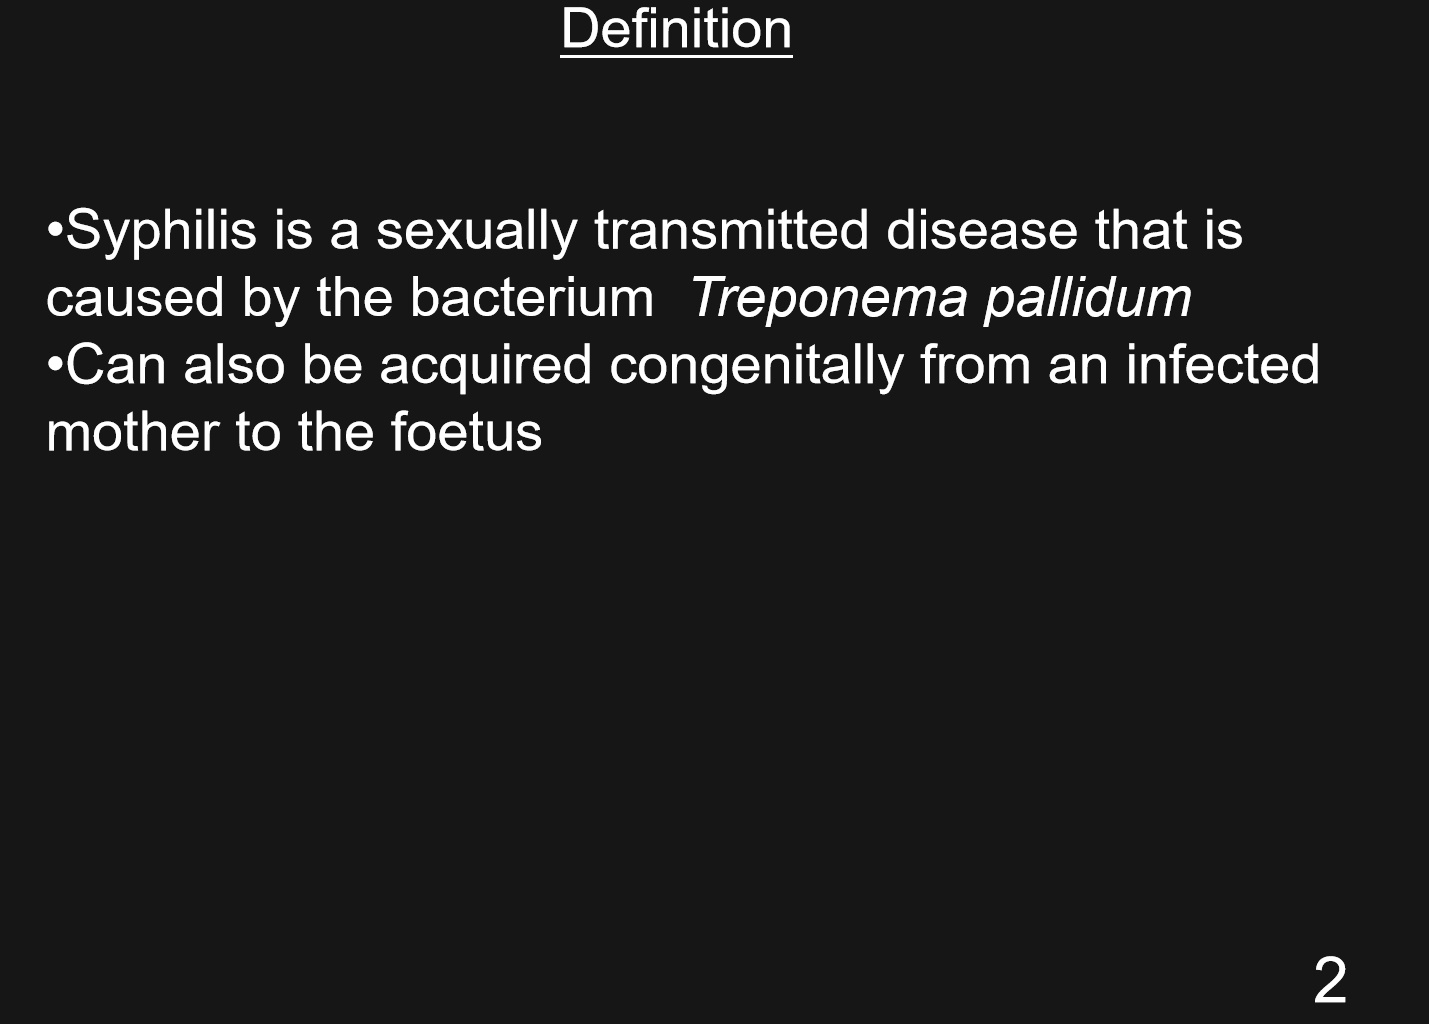 Definition
•Syphilis is a sexually transmitted disease that is
caused by the bacterium  Treponema pallidum
•Can also be acquired congenitally from an infected
mother to the foetus
2